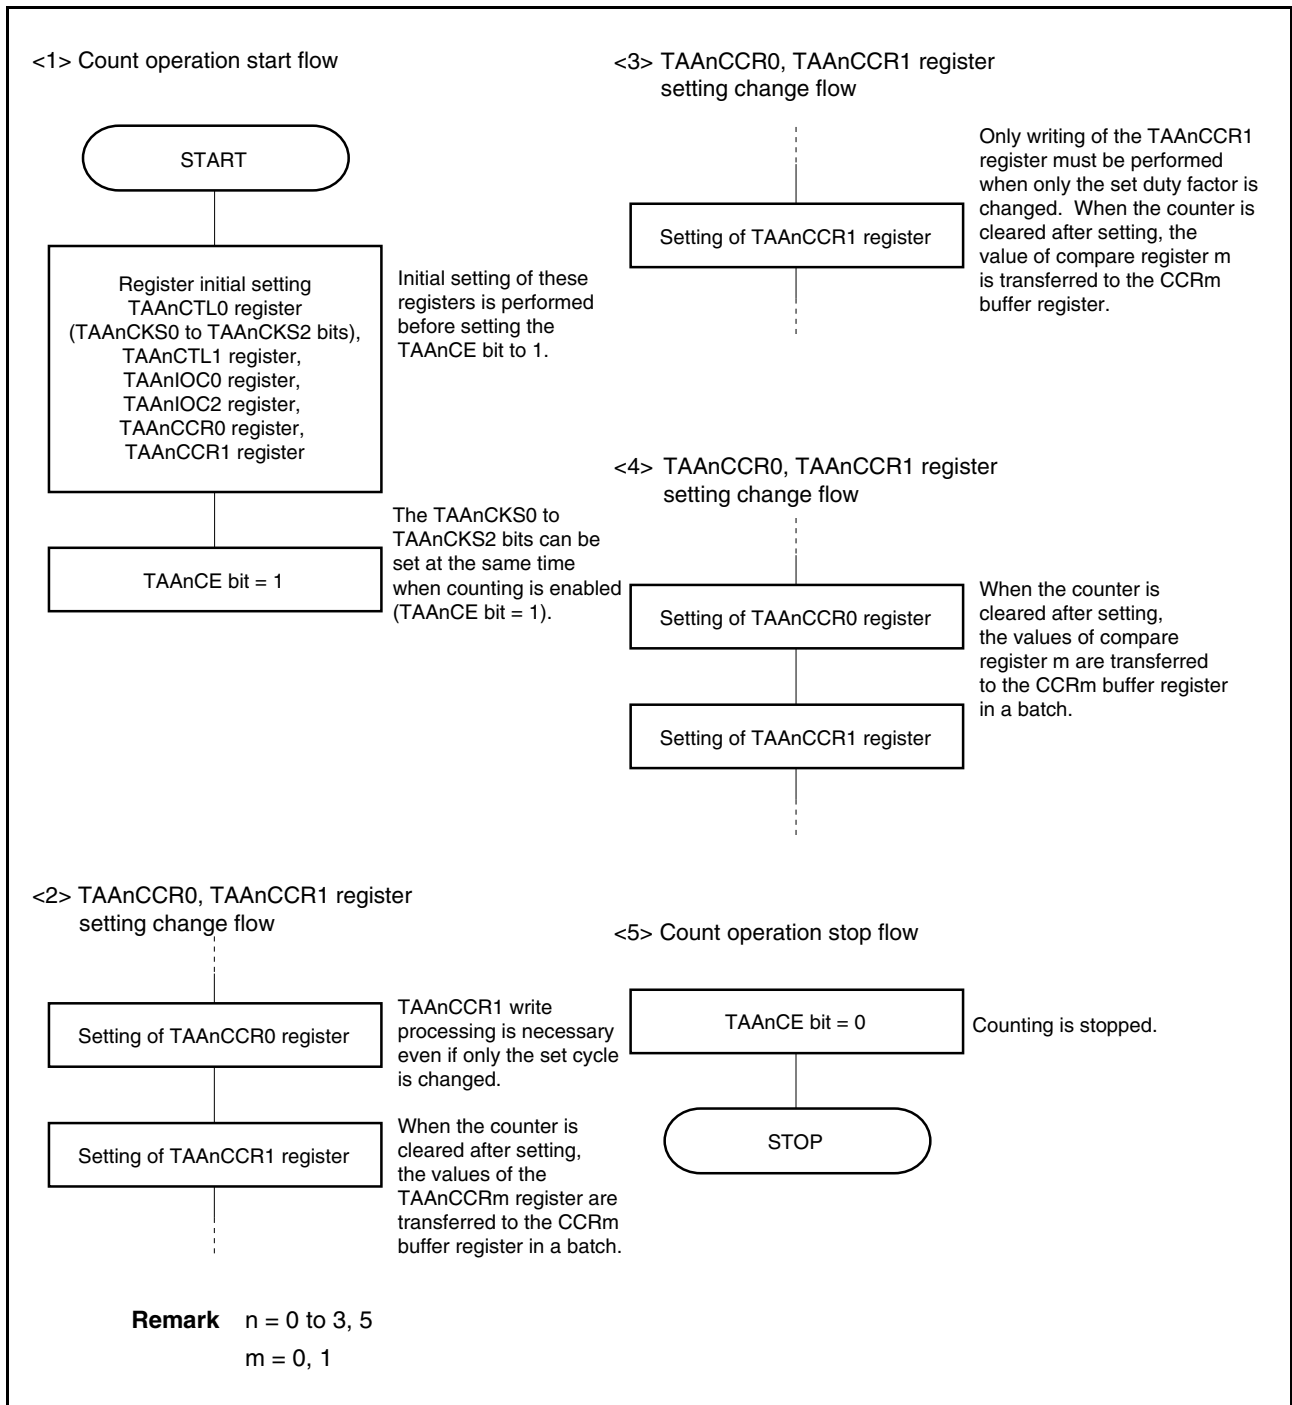 <1> Count operation start flow
START
Register initial setting
TAAnCTL0 register
(TAAnCKS0 to TAAnCKS2 bits),
TAAnCTL1 register,
TAAnIOC0 register,
TAAnIOC2 register,
TAAnCCR0 register,
TAAnCCR1 register
Initial setting of these
registers is performed
before setting the
TAAnCE bit to 1.
TAAnCE bit = 1
The TAAnCKS0 to
TAAnCKS2 bits can be
set at the same time
when counting is enabled
(TAAnCE bit = 1).
<2> TAAnCCR0, TAAnCCR1 register
setting change flow
Setting of TAAnCCR0 register
TAAnCCR1 write
processing is necessary
even if only the set cycle
is changed.
Setting of TAAnCCR1 register
When the counter is
cleared after setting,
the values of the
TAAnCCRm register are
transferred to the CCRm
buffer register in a batch.
<3> TAAnCCR0, TAAnCCR1 register
setting change flow
Setting of TAAnCCR1 register
Only writing of the TAAnCCR1
register must be performed
when only the set duty factor is
changed. When the counter is
cleared after setting, the
value of compare register m
is transferred to the CCRm
buffer register.
<4> TAAnCCR0, TAAnCCR1 register
setting change flow
Setting of TAAnCCR0 register
Setting of TAAnCCR1 register
When the counter is
cleared after setting,
the values of compare
register m are transferred
to the CCRm buffer register
in a batch.
<5> Count operation stop flow
TAAnCE bit = 0
Counting is stopped.
STOP
Remark n = 0 to 3, 5
m = 0, 1